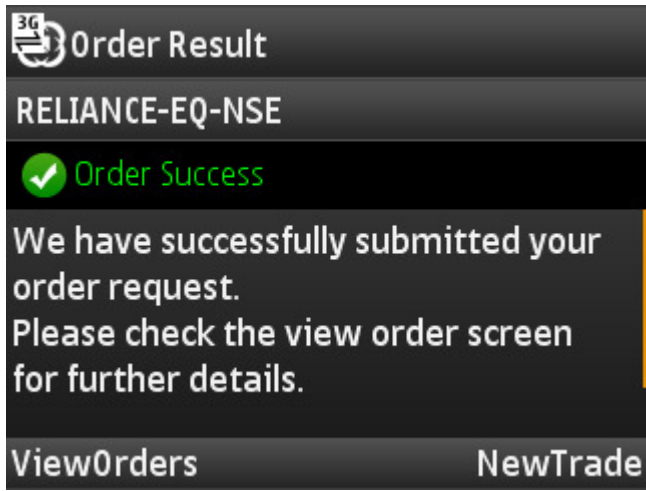 3G
Order Result
RELIANCE-EQ-NSE
Order Success
We have successfully submitted your
order request.
Please check the view order screen
for further details.
ViewOrders NewTrade